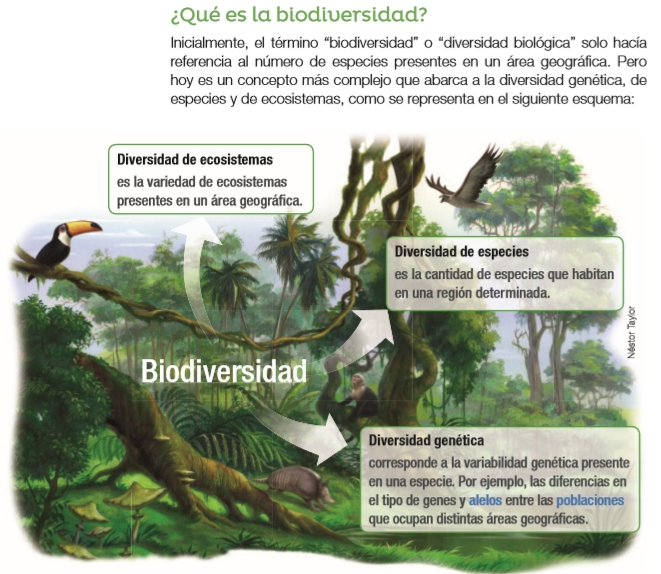 ¿Qué es la biodiversidad?
Inicialmente, el término “biodiversidad” o “diversidad biológica” solo hacía
referencia al número de especies presentes en un área geográfica. Pero
hoy es un concepto más complejo que abarca a la diversidad genética, de
especies y de ecosistemas, como se representa en el siguiente esquema:
Diversidad de ecosistemas
es la variedad de ecosistemas
presentes en un área geográfica.
Diversidad de especies
es la cantidad de especies que habitan
en una región determinada.
Néstor Taylor
Biodiversidad
Diversidad genética
corresponde a la variabilidad genética presente
en una especie. Por ejemplo, las diferencias en
el tipo de genes y alelos entre las poblaciones
que ocupan distintas áreas geográficas.